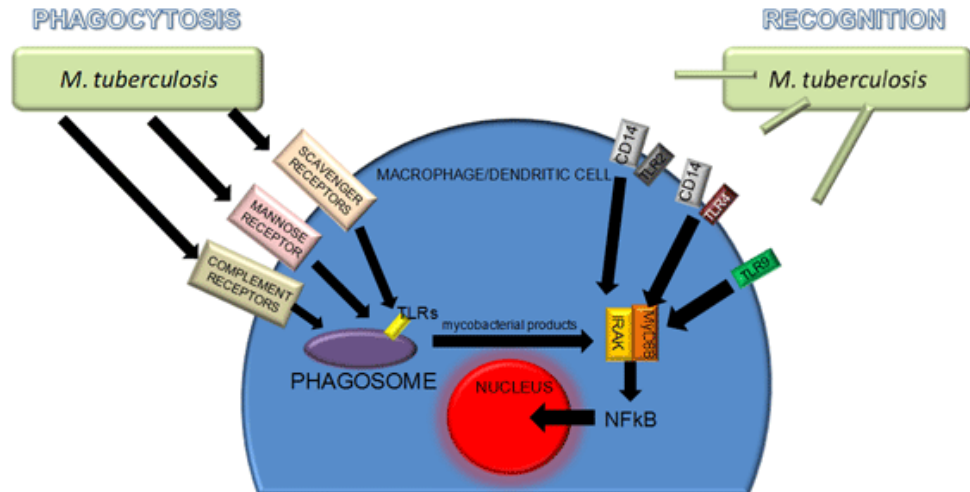 PHAGOCYTOSIS
RECOGNITION
M. tuberculosis
M. tuberculosis
SCAVENGER
RECEPTORS
MANNOSE
RECEPTOR
COMPLEMENT
RECEPTORS
MACROPHAGE/DENDRITIC CELL
CD14
TLR2
CD14
TLR4
TLR9
TLRs
mycobacterial products
IRAK
MyD88
PHAGOSOME
NUCLEUS
NFkB